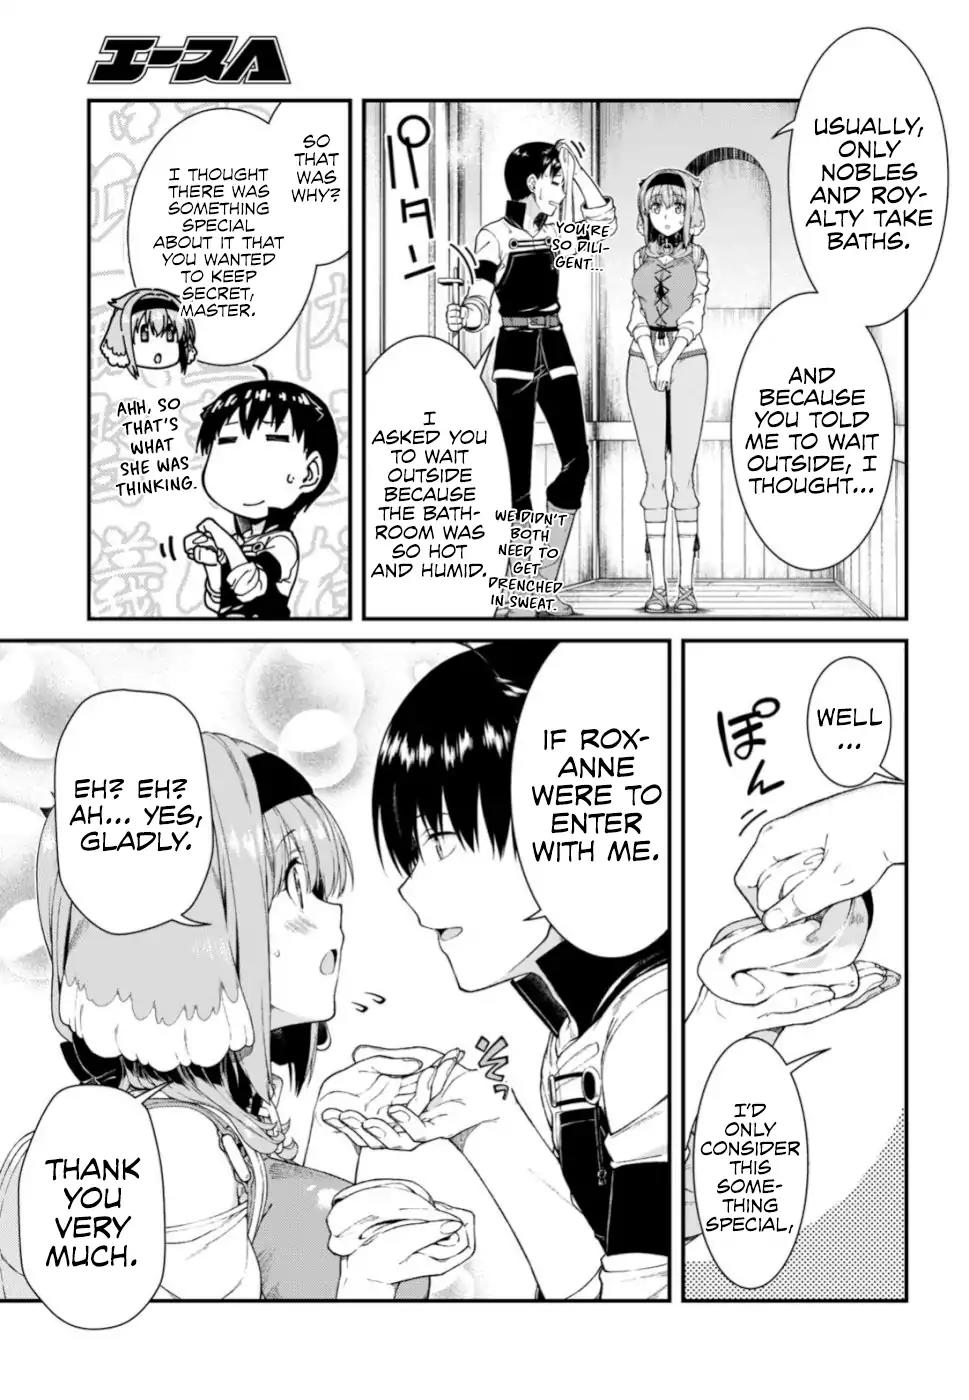 エースA
USUALLY,
ONLY
NOBLES
AND ROY-
ALTY TAKE
BATHS.
AND
BECAUSE
YOU TOLD
ME TO WAIT
OUTSIDE, I
THOUGHT...
パタン
YOU'RE
SO DILI-
GENT...
I
ASKED YOU
TO WAIT
OUTSIDE
BECAUSE
THE BATH-
ROOM WAS
SO HOT
AND HUMID.
WE DIDN'T
BOTH
NEED TO
GET
DRENCHED
IN SWEAT.
SO
THAT
WAS
WHY?
I THOUGHT
THERE WAS
SOMETHING
SPECIAL
ABOUT IT THAT
YOU WANTED
TO KEEP
SECRET,
MASTER.
AHH, SO
THAT'S
WHAT
SHE WAS
THINKING.
WELL
...
ぽん
I'D
ONLY
CONSIDER
THIS
SOME-
THING
SPECIAL,
IF ROX-
ANNE
WERE TO
ENTER
WITH ME.
EH? EH?
AH... YES,
GLADLY.
THANK
YOU
VERY
MUCH.